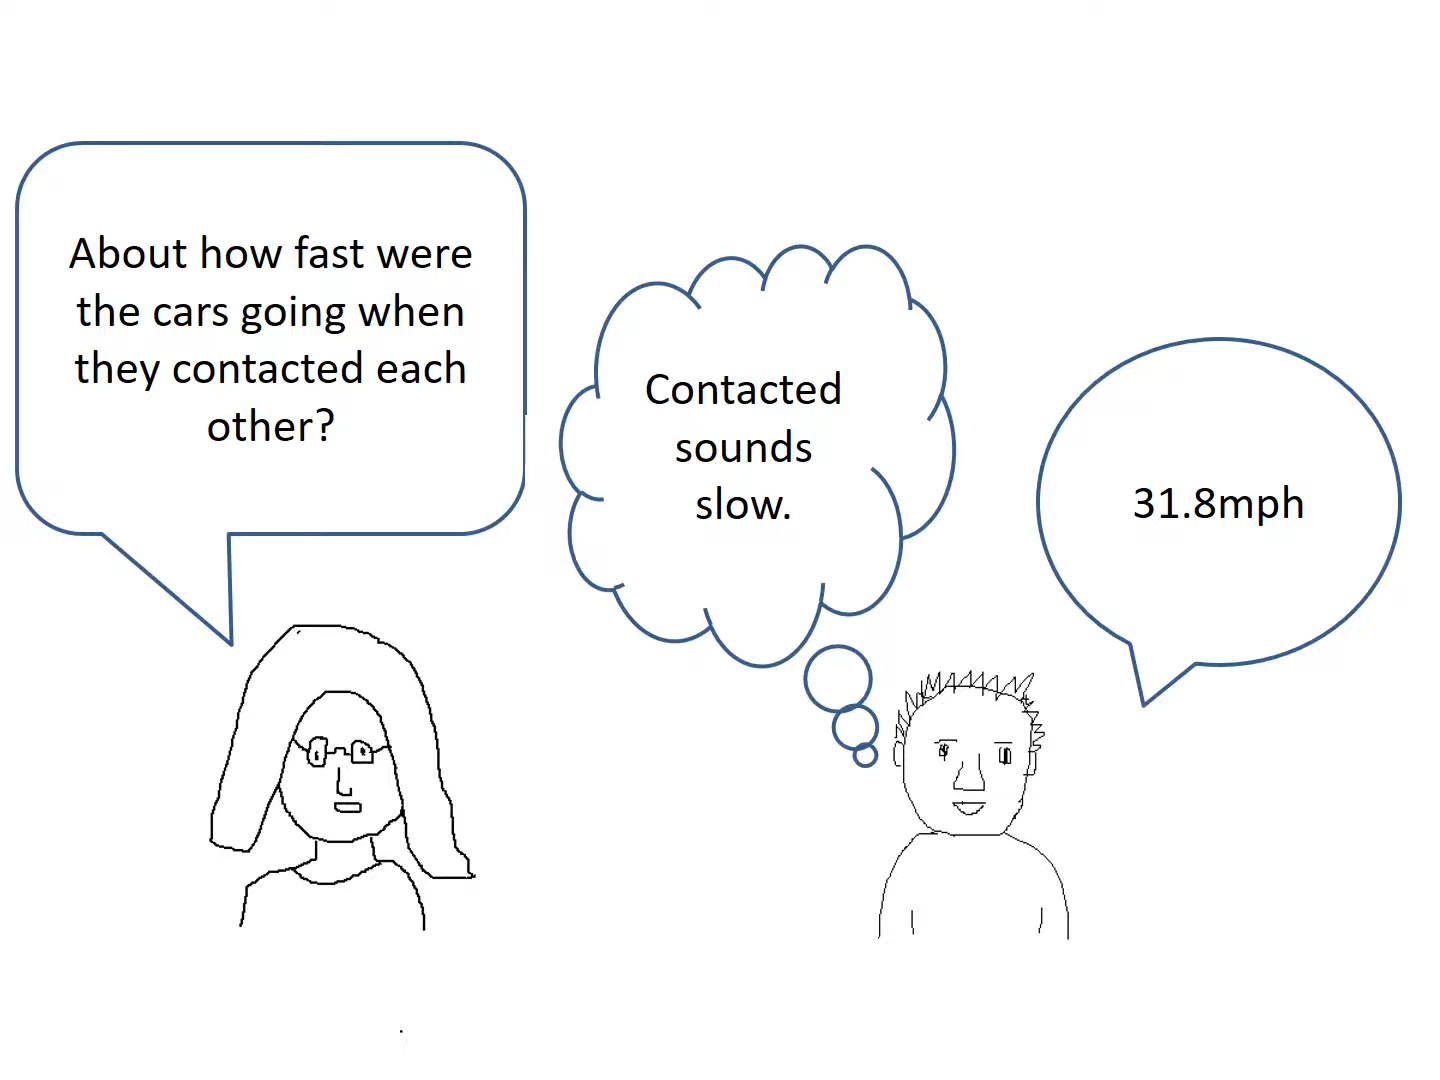 About how fast were
the cars going when
they contacted each
other?
Contacted
sounds
slow.
31.8mph